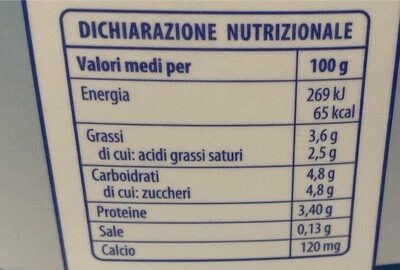 DICHIARAZIONE NUTRIZIONALE
Valori medi per 100 g
Energia 269 kJ
65 kcal
Grassi 3,6 g
di cui: acidi grassi saturi 2,5 g
Carboidrati 4,8 g
di cui: zuccheri 4,8 g
Proteine 3,40 g
Sale 0,13 g
Calcio 120 mg